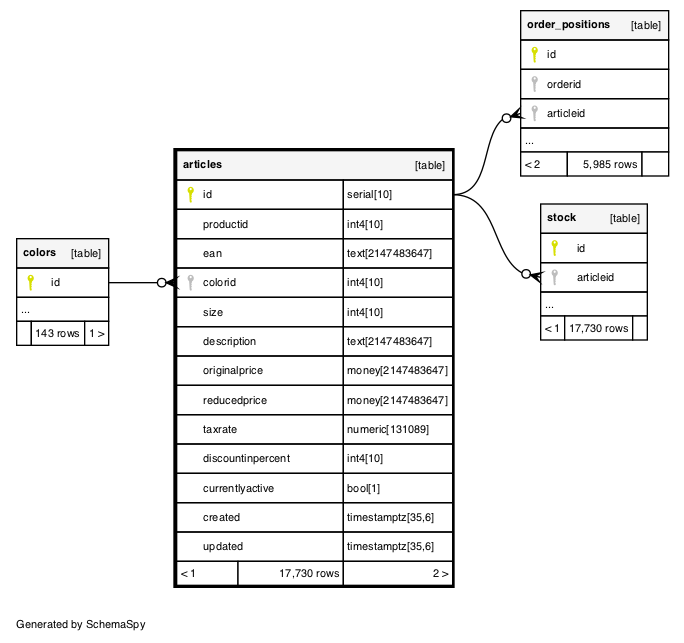 order_positions [table]
id
orderid
articleid
...
< 2 5,985 rows
articles [table]
id serial[10]
productid int4[10]
ean text[2147483647]
colorid int4[10]
size int4[10]
description text[2147483647]
originalprice money[2147483647]
reducedprice money[2147483647]
taxrate numeric[131089]
discountinpercent int4[10]
currentlyactive bool[1]
created timestamptz[35,6]
updated timestamptz[35,6]
< 1 17,730 rows 2 >
stock [table]
id
articleid
...
< 1 17,730 rows
colors [table]
id
...
143 rows 1 >
Generated by SchemaSpy